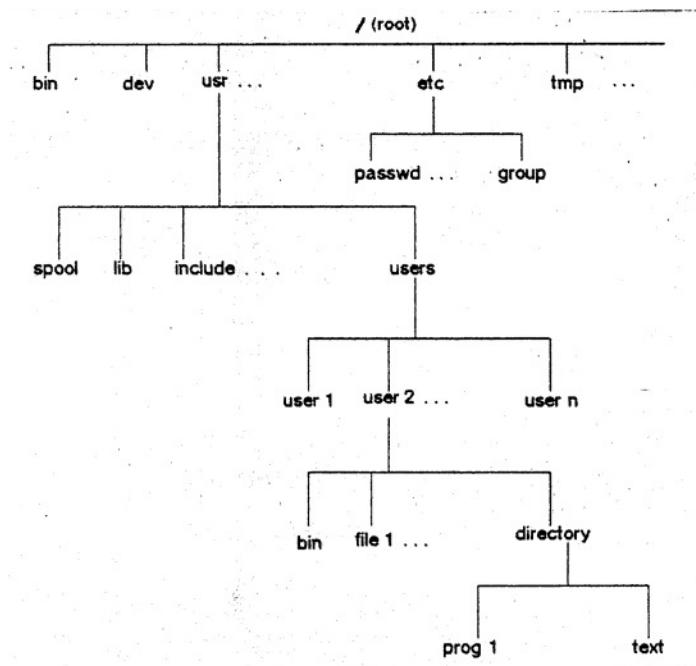 / (root)
bin dev usr ... etc tmp ...
passwd ... group
spool lib include .... users
user 1 user 2 ... user n
bin file 1 ... directory
prog 1 text